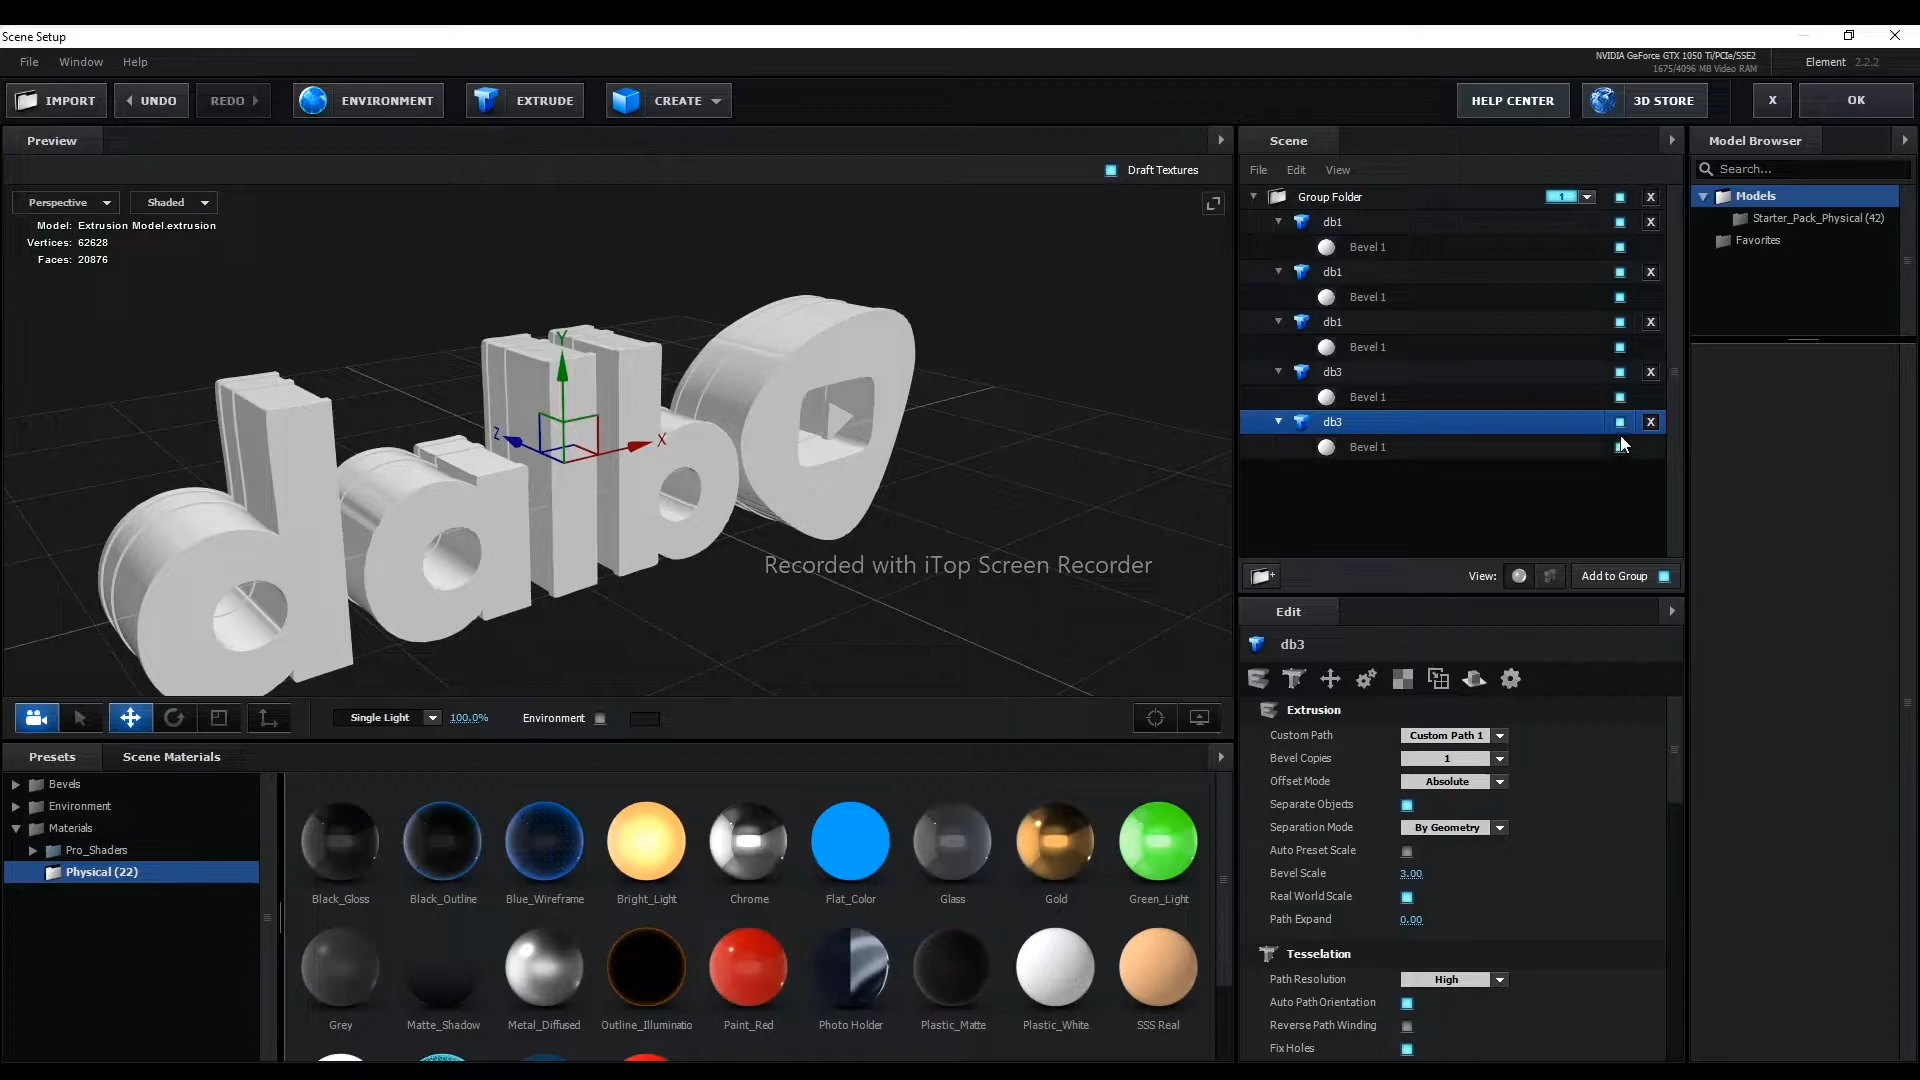 Scene Setup
File Window Help
NVIDIA GeForce GTX 1050 Ti/PCIe/SSE2
1675/4096 MB Video RAM
Element 2.2.2
IMPORT UNDO REDO ENVIRONMENT EXTRUDE CREATE HELP CENTER 3D STORE X OK
Preview
Draft Textures
Perspective Shaded
Model: Extrusion Model.extrusion
Vertices: 62628
Faces: 20876
Y
Z
X
dallbo
Recorded with iTop Screen Recorder
Single Light 100.0% Environment
Scene
File Edit View
Group Folder 1 X
db1 X
Bevel 1
db1 X
Bevel 1
db1 X
Bevel 1
db3 X
Bevel 1
db3 X
Bevel 1
View: Add to Group
Model Browser
Search...
Models
Starter_Pack_Physical (42)
Favorites
Edit
db3
Extrusion
Custom Path Custom Path 1
Bevel Copies 1
Offset Mode Absolute
Separate Objects
Separation Mode By Geometry
Auto Preset Scale
Bevel Scale 3.00
Real World Scale
Path Expand 0.00
Tesselation
Path Resolution High
Auto Path Orientation
Reverse Path Winding
Fix Holes
Presets Scene Materials
Bevels
Environment
Materials
Pro_Shaders
Physical (22)
Black_Gloss Black_Outline Blue_Wireframe Bright_Light Chrome Flat_Color Glass Gold Green_Light
Grey Matte_Shadow Metal_Diffused Outline_Illuminatio Paint_Red Photo Holder Plastic_Matte Plastic_White SSS Real